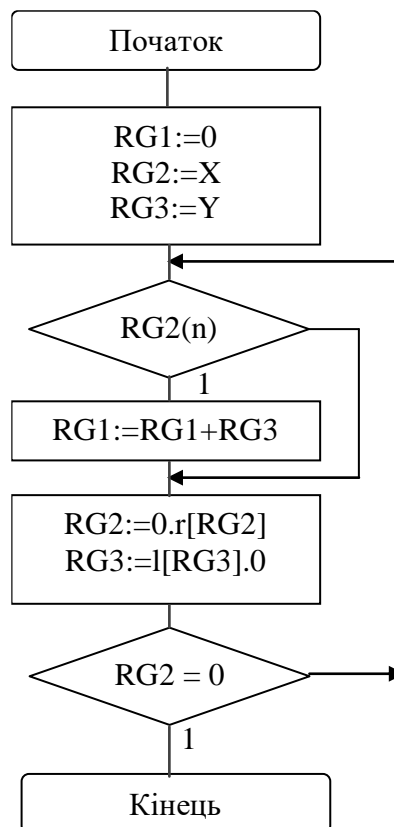 Початок
RG1:=0
RG2:=X
RG3:=Y
RG2(n)
1
RG1:=RG1+RG3
RG2:=0.r[RG2]
RG3:=l[RG3].0
RG2 = 0
1
Кінець